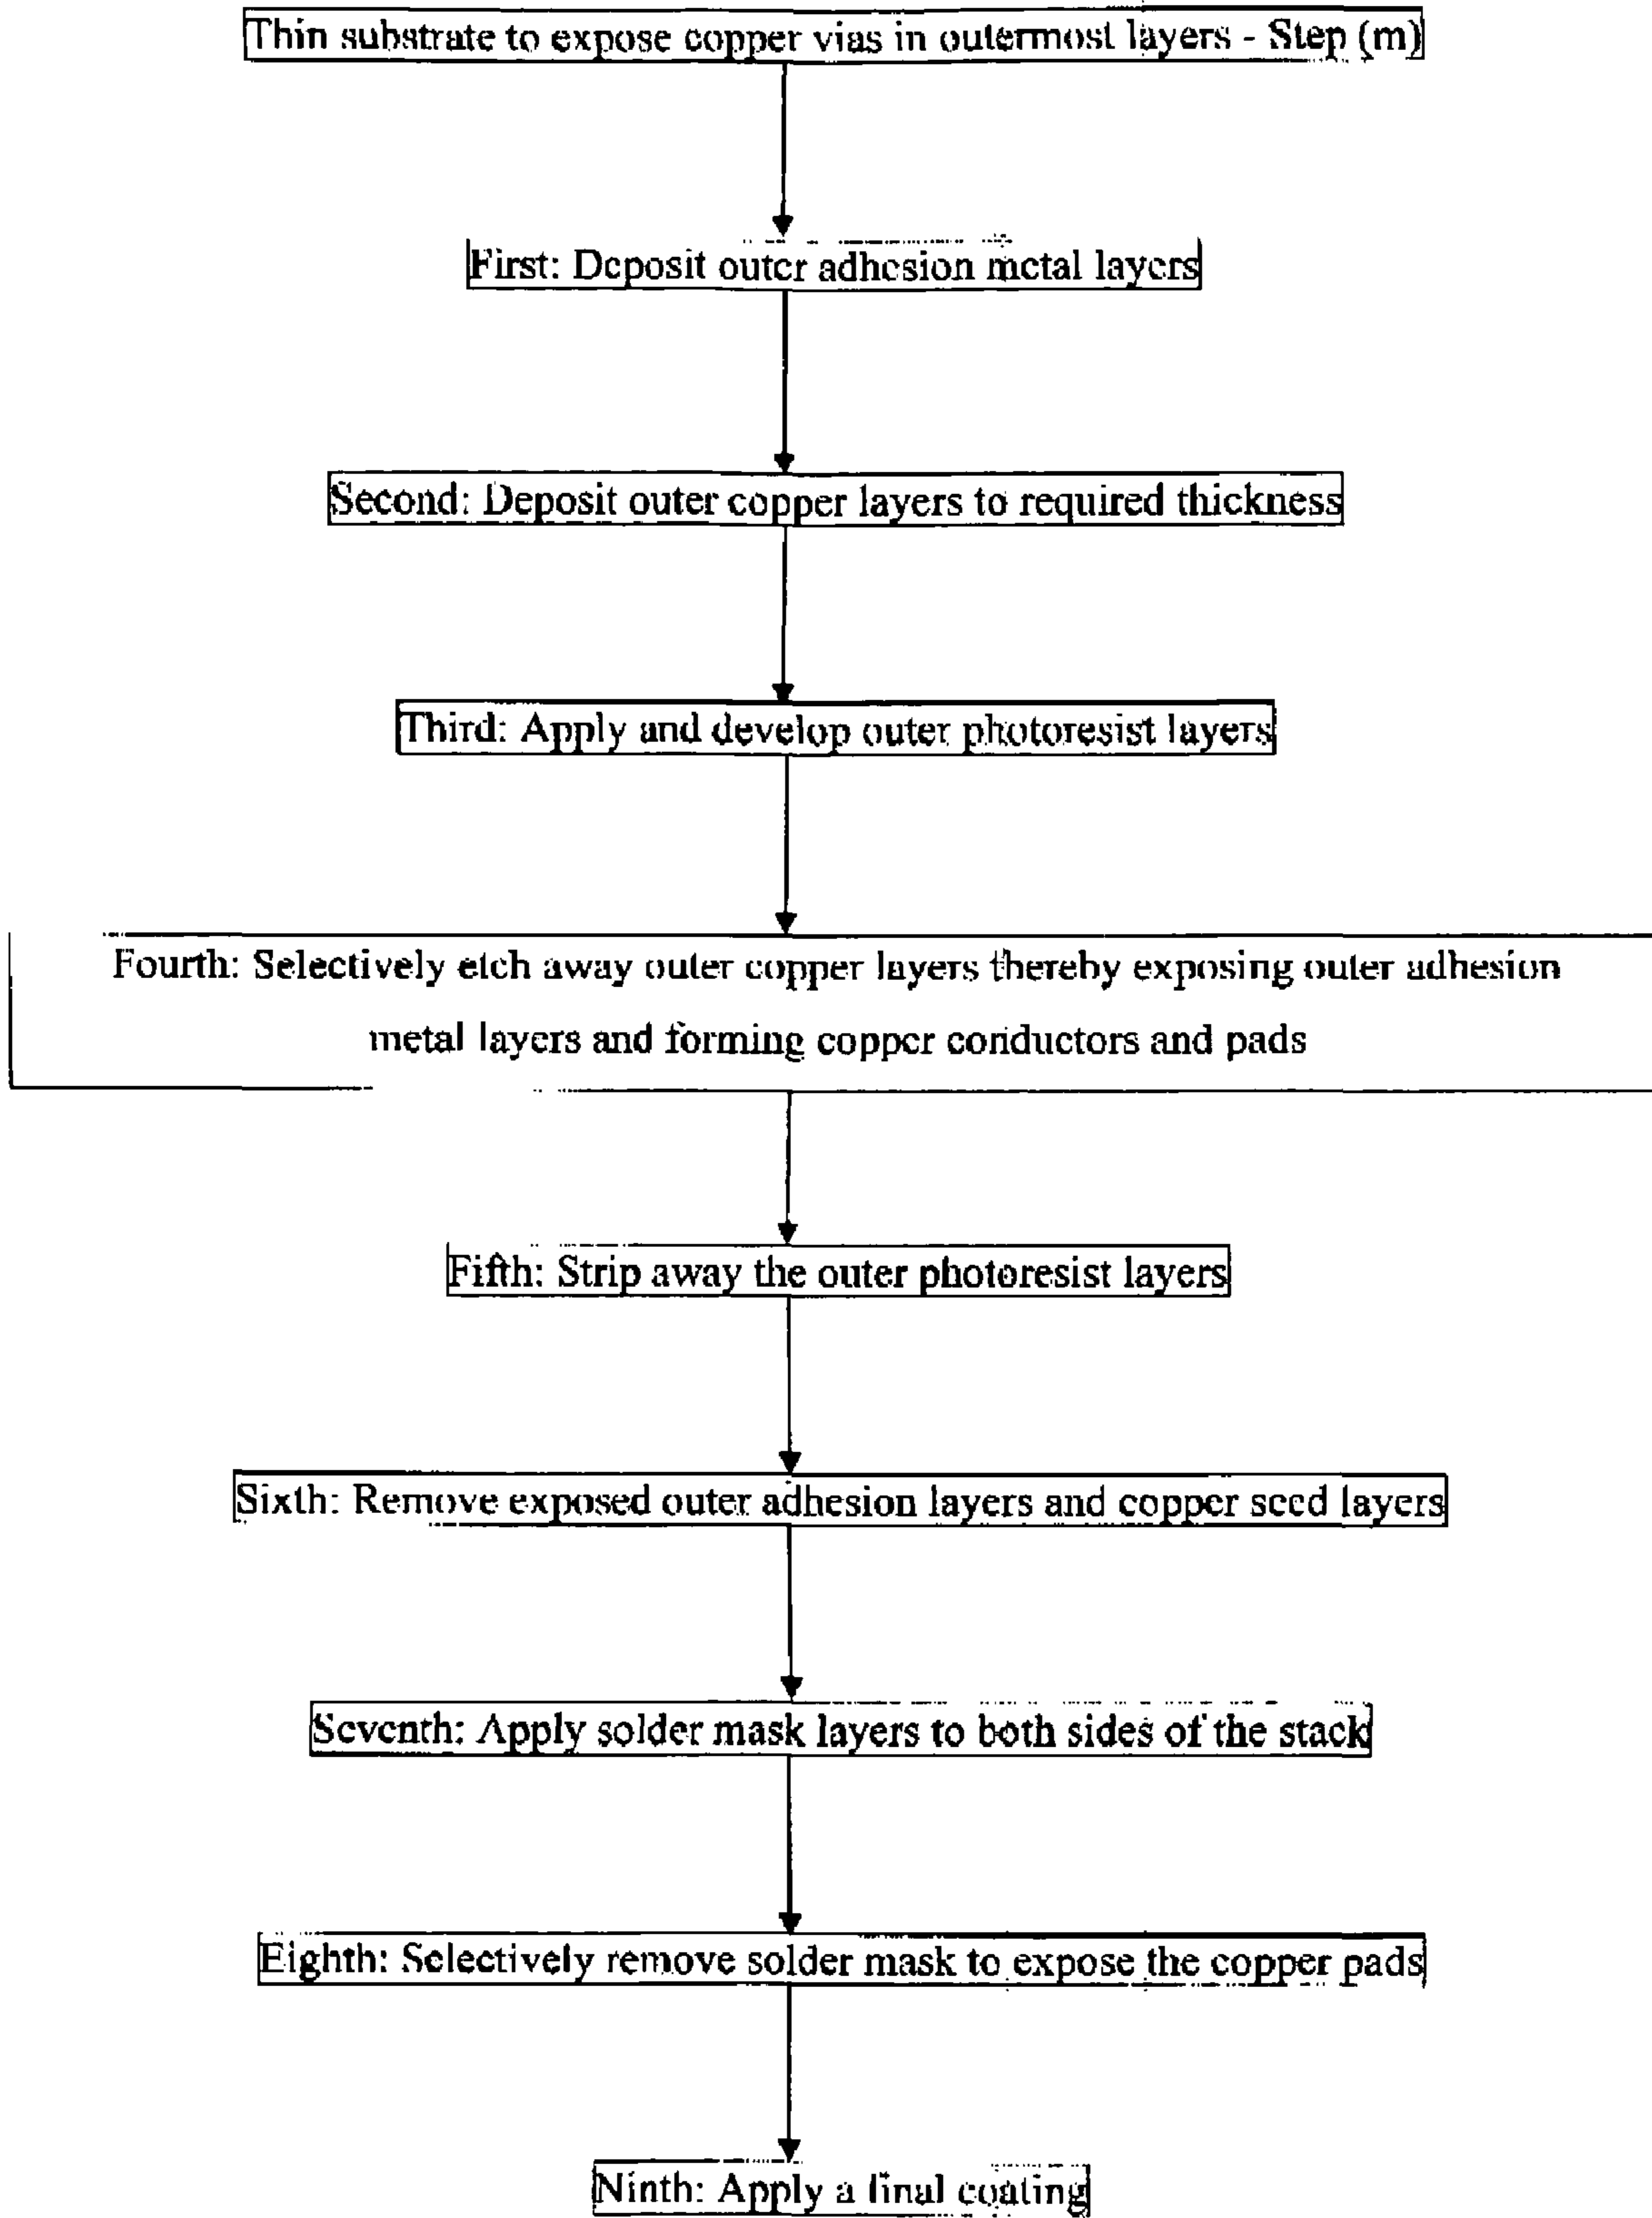 Thin substrate to expose copper vias in outermost layers - Step (m)
First: Deposit outer adhesion metal layers
Second: Deposit outer copper layers to required thickness
Third: Apply and develop outer photoresist layers
Fourth: Selectively etch away outer copper layers thereby exposing outer adhesion
metal layers and forming copper conductors and pads
Fifth: Strip away the outer photoresist layers
Sixth: Remove exposed outer adhesion layers and copper seed layers
Seventh: Apply solder mask layers to both sides of the stack
Eighth: Selectively remove solder mask to expose the copper pads
Ninth: Apply a final coating